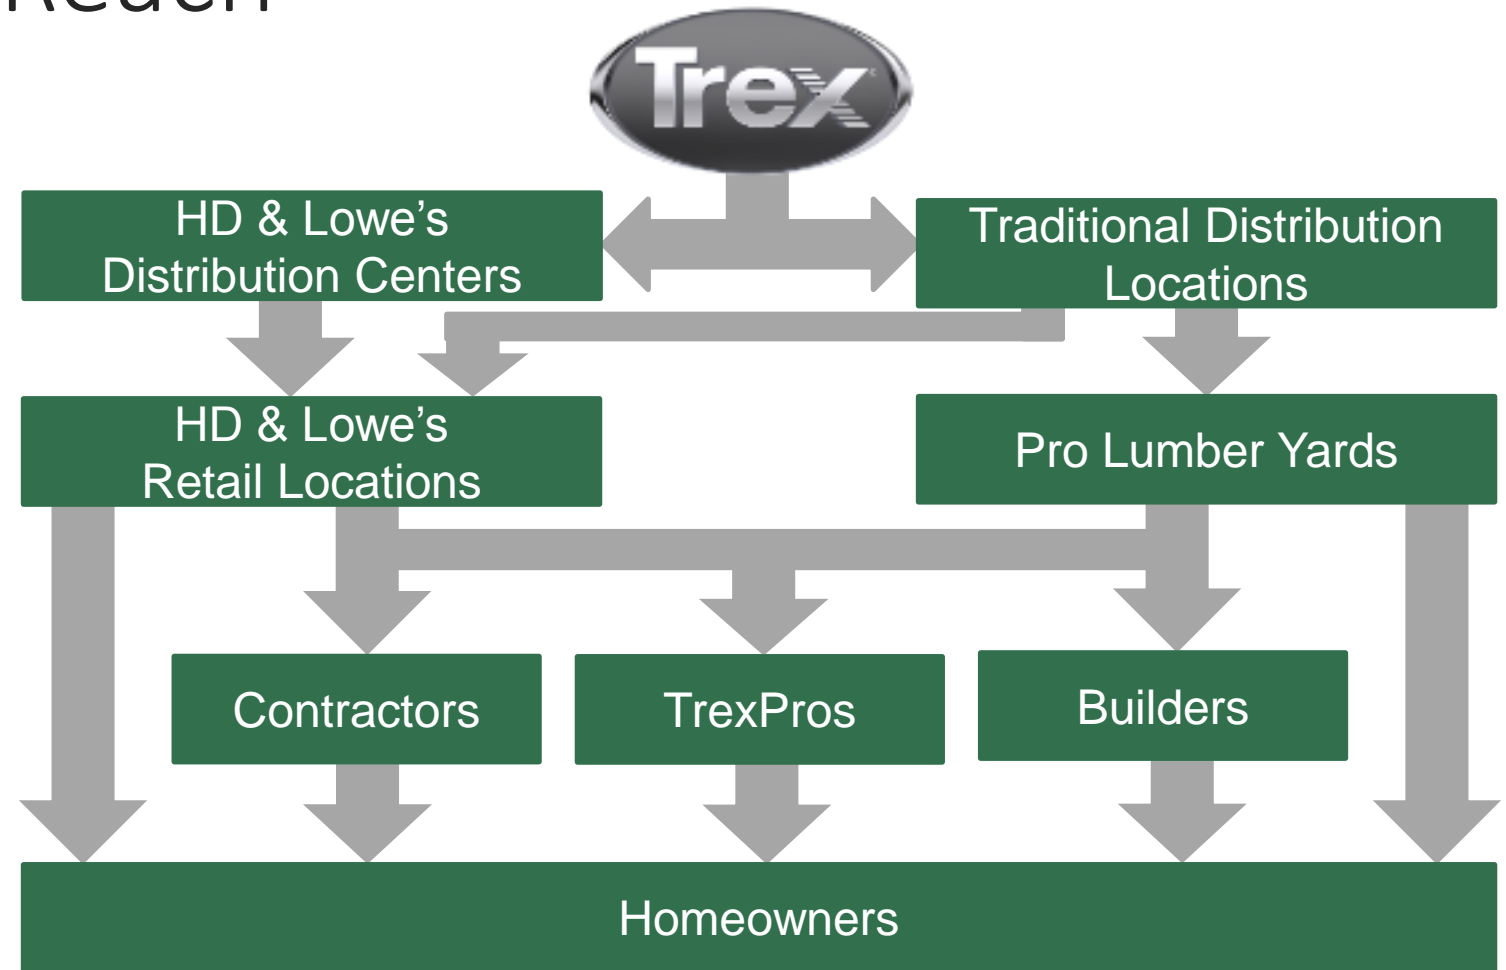 Reach
Trex
HD & Lowe's
Distribution Centers
Traditional Distribution
Locations
HD & Lowe's
Retail Locations
Pro Lumber Yards
Contractors
TrexPros
Builders
Homeowners